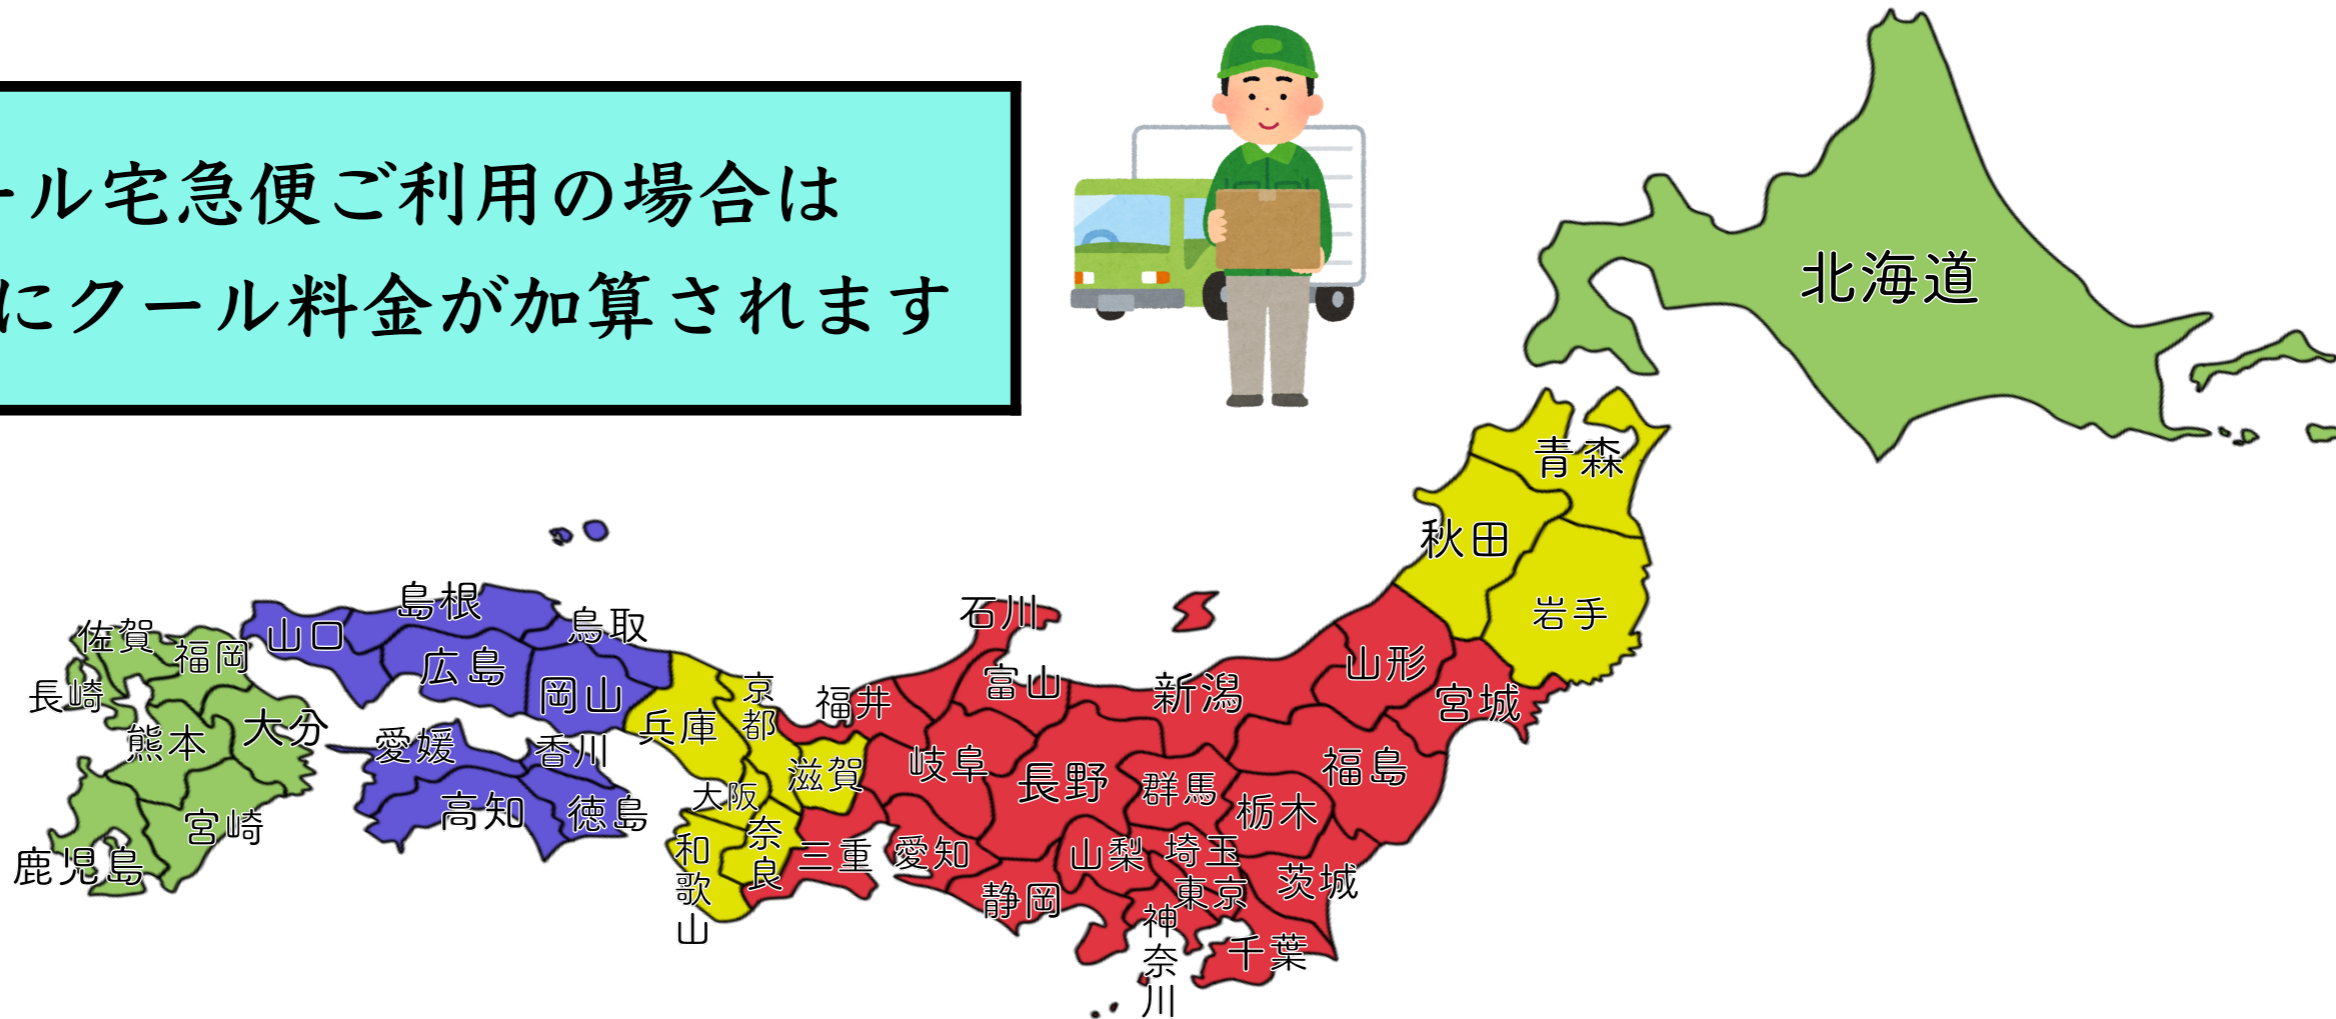 ール宅急便ご利用の場合は
にクール料金が加算されます
北海道
青森
秋田
岩手
山形
宮城
福島
新潟
石川
富山
福井
岐阜
長野
群馬
栃木
茨城
埼玉
東京
千葉
神奈川
山梨
静岡
愛知
三重
滋賀
京都
兵庫
大阪
奈良
和歌山
鳥取
島根
岡山
広島
山口
香川
愛媛
徳島
高知
福岡
佐賀
長崎
大分
熊本
宮崎
鹿児島